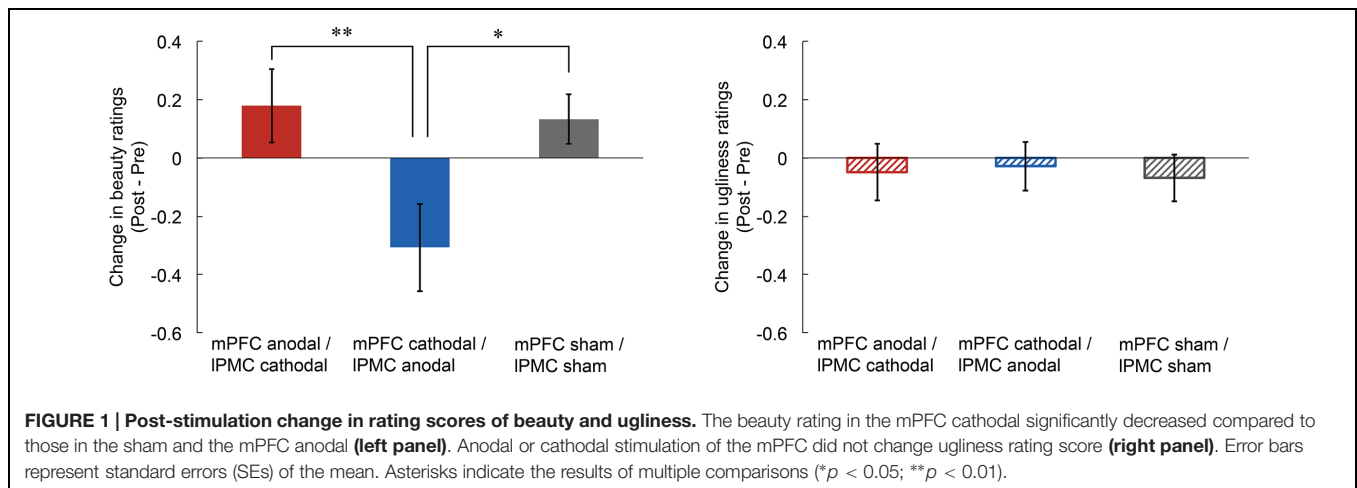 Change in beauty ratings
(Post - Pre)
0.4
0.2
0
-0.2
-0.4
-0.6
**
*
mPFC anodal /
lPMC cathodal
mPFC cathodal /
lPMC anodal
mPFC sham /
lPMC sham
Change in ugliness ratings
(Post - Pre)
0.4
0.2
0
-0.2
-0.4
-0.6
mPFC anodal /
lPMC cathodal
mPFC cathodal /
lPMC anodal
mPFC sham /
lPMC sham
FIGURE 1 | Post-stimulation change in rating scores of beauty and ugliness. The beauty rating in the mPFC cathodal significantly decreased compared to
those in the sham and the mPFC anodal (left panel). Anodal or cathodal stimulation of the mPFC did not change ugliness rating score (right panel). Error bars
represent standard errors (SEs) of the mean. Asterisks indicate the results of multiple comparisons (*p < 0.05; **p < 0.01).